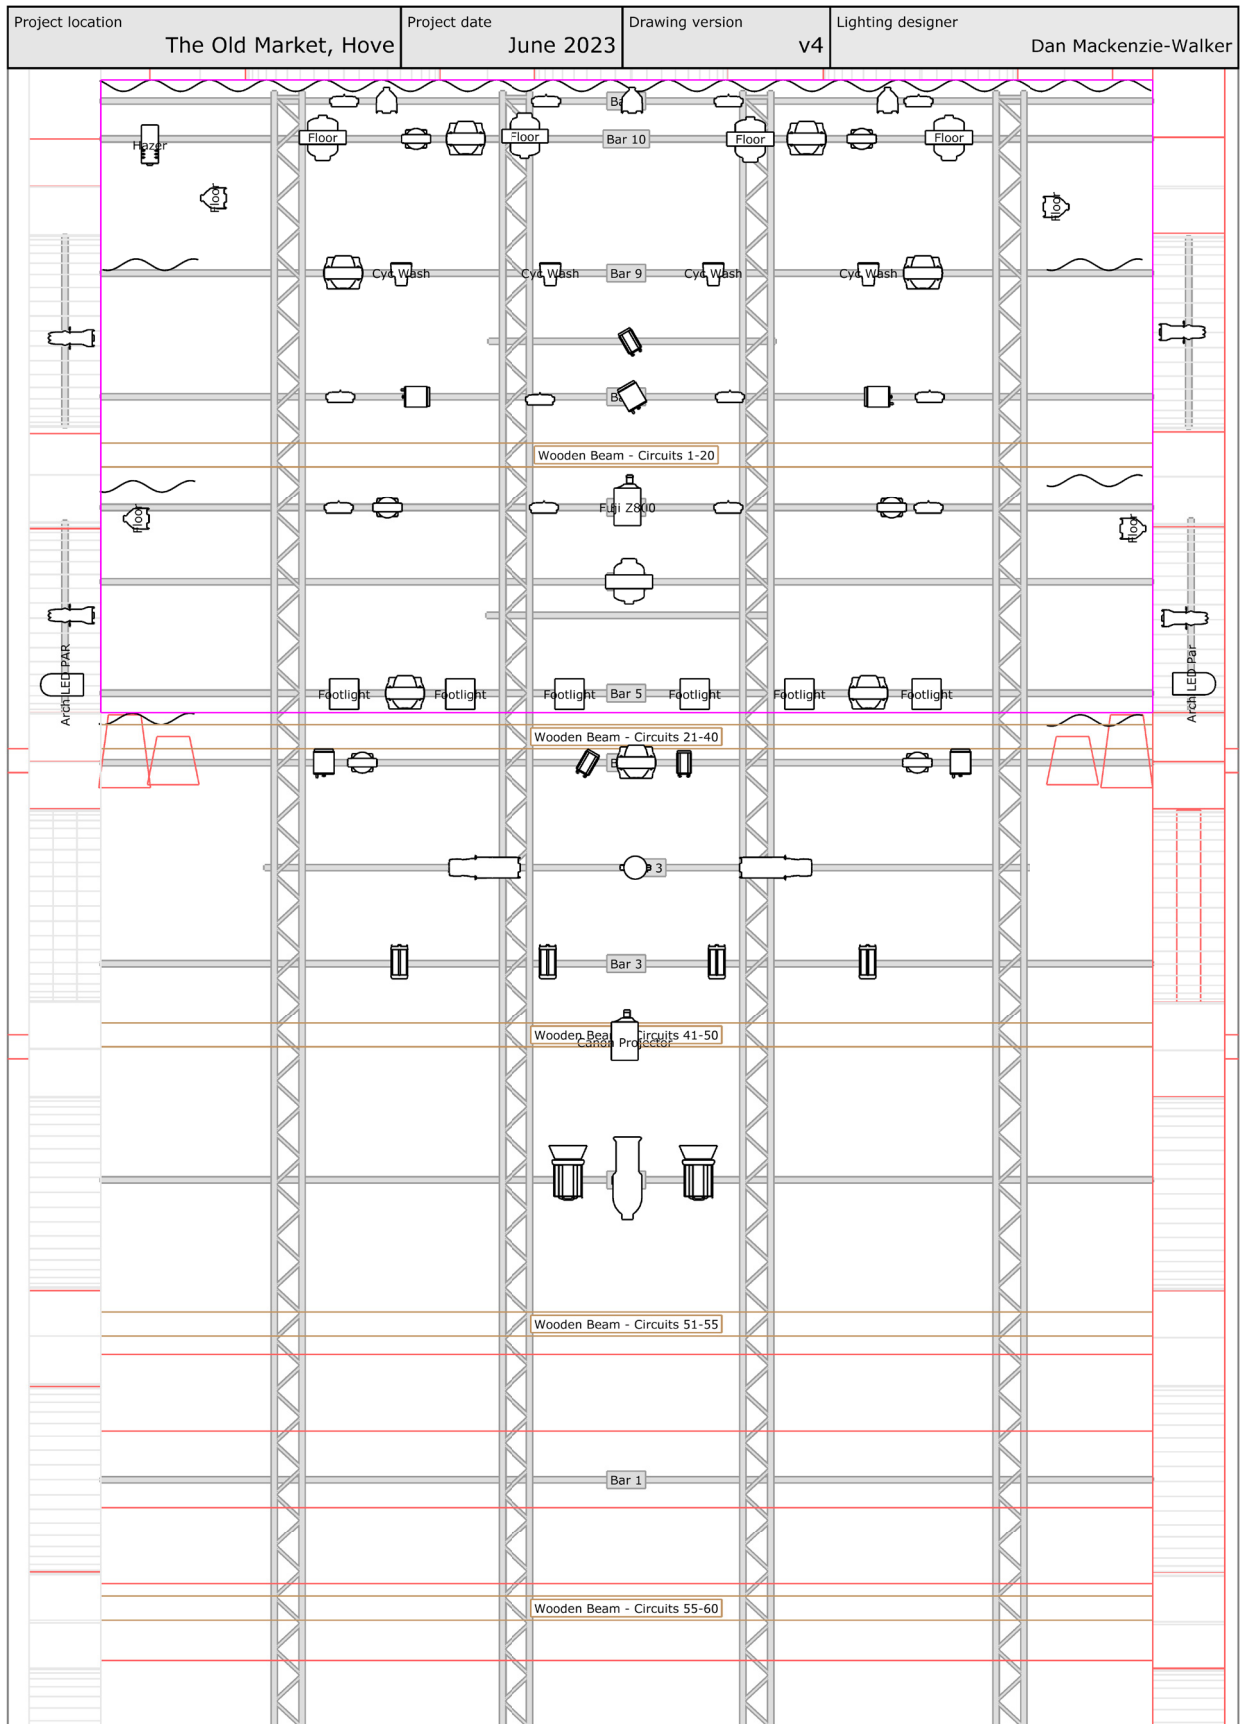 Project location
The Old Market, Hove
Project date
June 2023
Drawing version
v4
Lighting designer
Dan Mackenzie-Walker
Floor
Floor
Bar 10
Floor
Floor
Hazer
Floor
Floor
Cyc Wash
Cyc Wash
Bar 9
Cyc Wash
Cyc Wash
Wooden Beam - Circuits 1-20
Fuji Z800
Floor
Floor
Arch LED PAR
Footlight
Footlight
Footlight
Bar 5
Footlight
Footlight
Footlight
Arch LED Par
Wooden Beam - Circuits 21-40
3
Bar 3
Wooden Beam - Circuits 41-50
Canon Projector
Wooden Beam - Circuits 51-55
Bar 1
Wooden Beam - Circuits 55-60